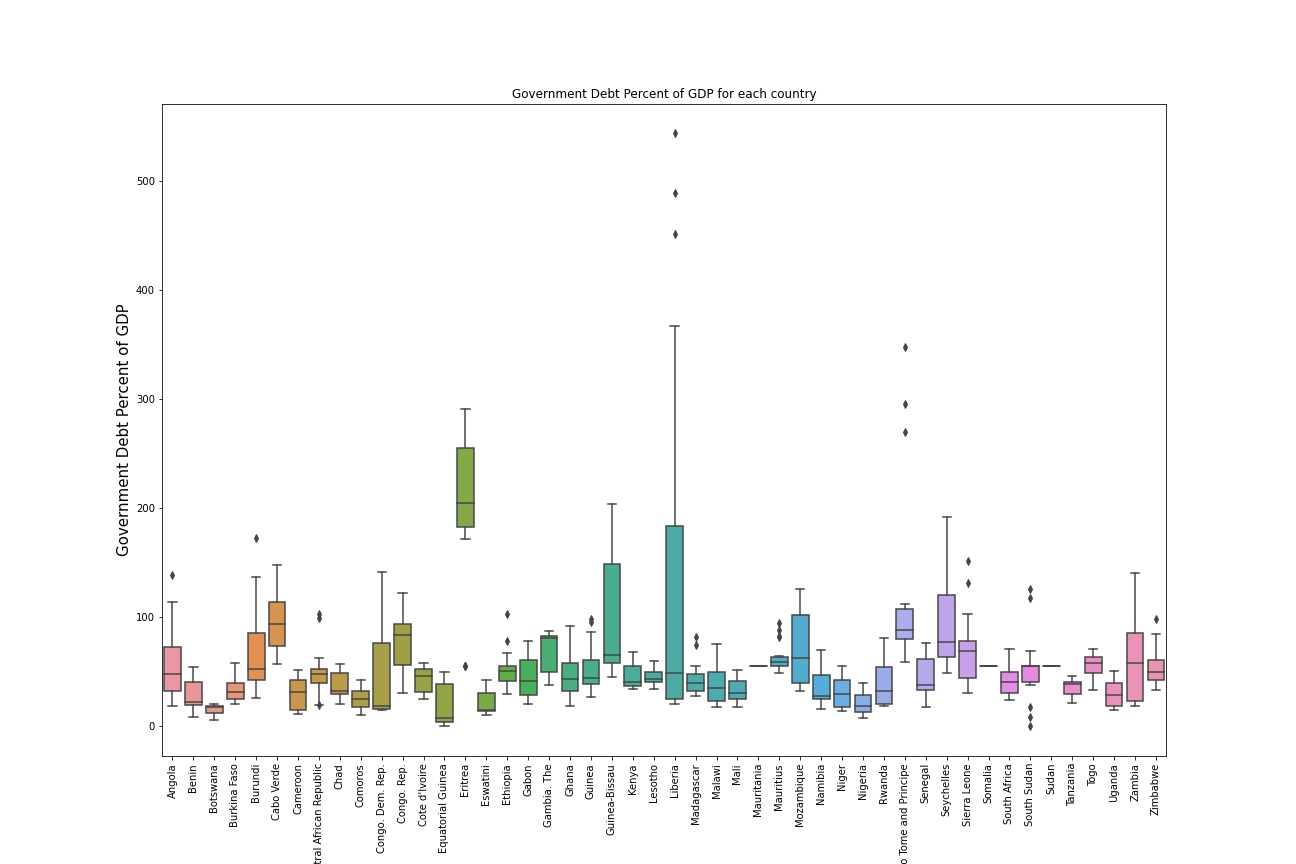 Government Debt Percent of GDP for each country
Government Debt Percent of GDP
500
400
300
200
100
0
Angola
Benin
Botswana
Burkina Faso
Burundi
Cabo Verde
Cameroon
tral African Republic
Chad
Comoros
Congo. Dem. Rep.
Congo. Rep.
Cote d'Ivoire
Equatorial Guinea
Eritrea
Eswatini
Ethiopia
Gabon
Gambia. The
Ghana
Guinea
Guinea-Bissau
Kenya
Lesotho
Liberia
Madagascar
Malawi
Mali
Mauritania
Mauritius
Mozambique
Namibia
Niger
Nigeria
Rwanda
o Tome and Principe
Senegal
Seychelles
Sierra Leone
Somalia
South Africa
South Sudan
Sudan
Tanzania
Togo
Uganda
Zambia
Zimbabwe